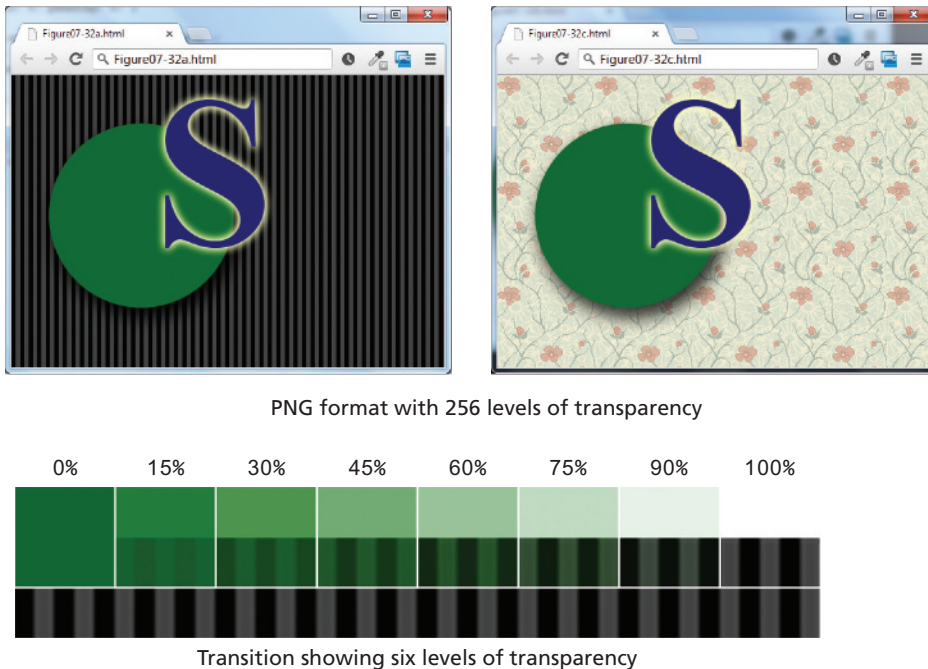 Figure07-32a.html
Figure07-32a.html
S
Figure07-32c.html
Figure07-32c.html
S
PNG format with 256 levels of transparency
0% 15% 30% 45% 60% 75% 90% 100%
Transition showing six levels of transparency